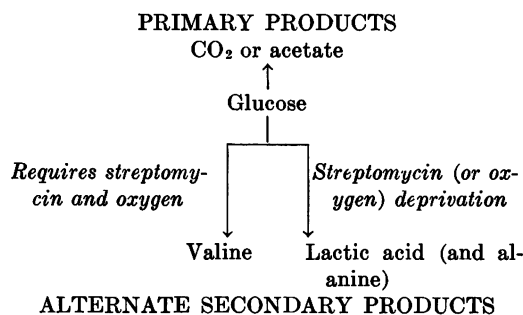 PRIMARY PRODUCTS
CO₂ or acetate
Glucose
Requires streptomy-
cin and oxygen
Streptomycin (or ox-
ygen) deprivation
Valine
Lactic acid (and al-
anine)
ALTERNATE SECONDARY PRODUCTS